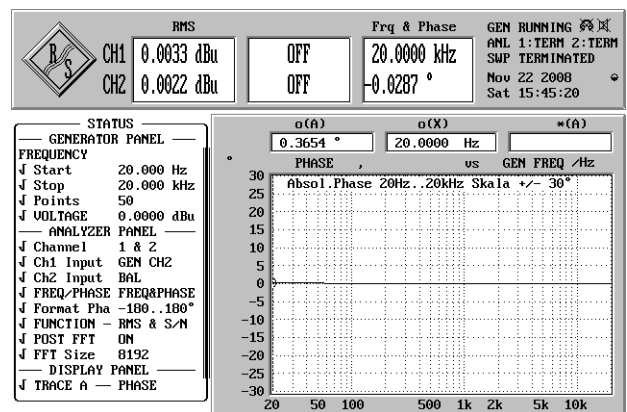 RMS Frq & Phase GEN RUNNING
R/S CH1 0.0033 dBu OFF 20.0000 kHz ANL 1:TERM 2:TERM
SWP TERMINATED
CH2 0.0022 dBu OFF -0.0287 ° Nov 22 2008
Sat 15:45:20
STATUS
GENERATOR PANEL
FREQUENCY
Start 20.000 Hz
Stop 20.000 kHz
Points 50
VOLTAGE 0.0000 dBu
ANALYZER PANEL
Channel 1 & 2
Ch1 Input GEN CH2
Ch2 Input BAL
FREQ/PHASE FREQ&PHASE
Format Pha -180..180°
FUNCTION - RMS & S/N
POST FFT ON
FFT Size 8192
DISPLAY PANEL
TRACE A — PHASE
o(A) o(X) *(A)
0.3654 ° 20.0000 Hz
° PHASE , vs GEN FREQ /Hz
Absol.Phase 20Hz..20kHz Skala +/- 30°
30
25
20
15
10
5
0
-5
-10
-15
-20
-25
-30
20 50 100 500 1k 2k 5k 10k